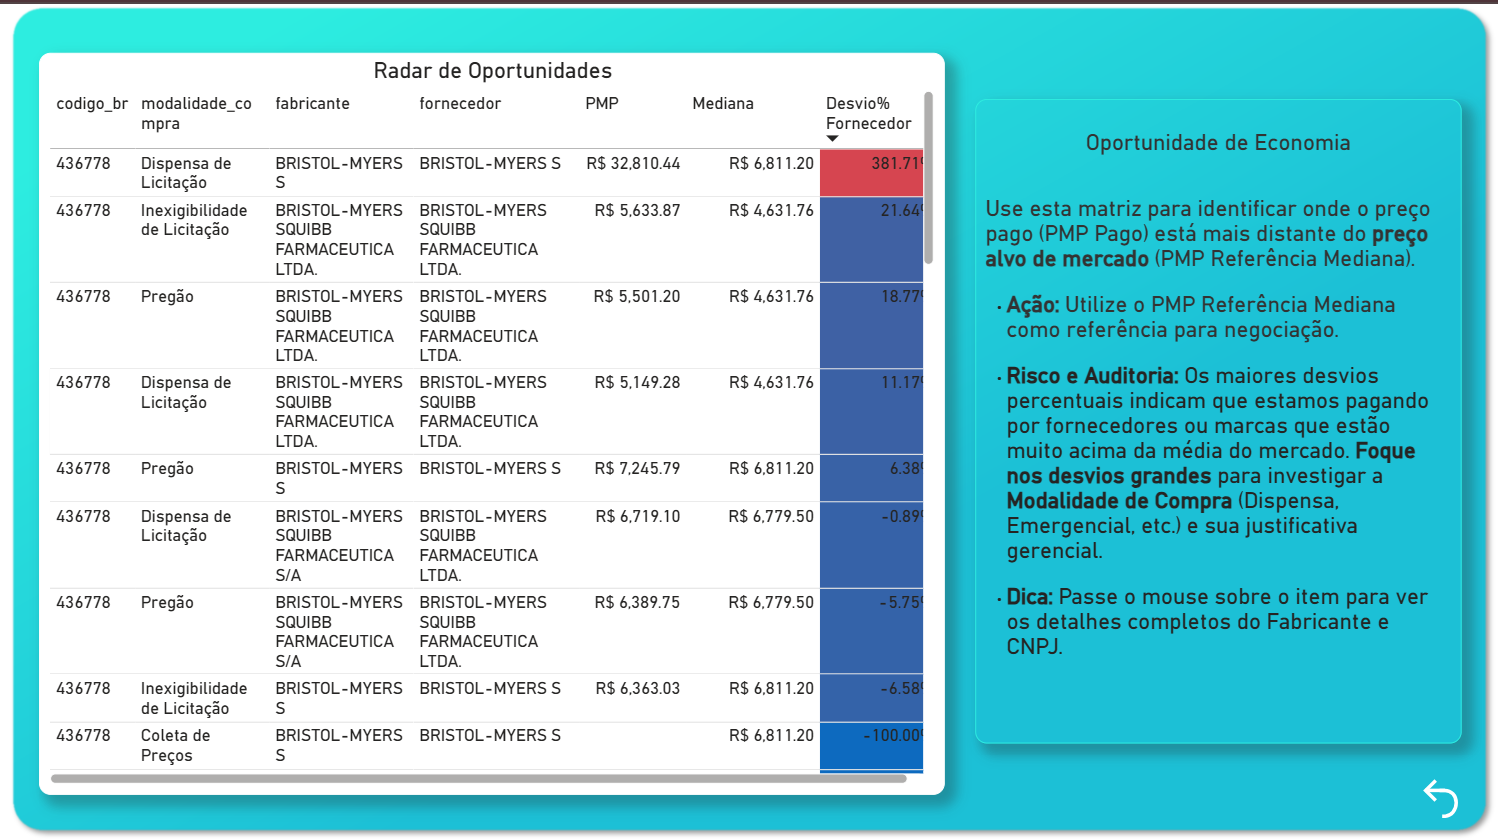 Radar de Oportunidades
codigo_br modalidade_co fabricante fornecedor PMP Mediana Desvio%
mpra Fornecedor
436778 Dispensa de BRISTOL-MYERS BRISTOL-MYERS S R$ 32,810.44 R$ 6,811.20 381.71%
Licitação S
436778 Inexigibilidade BRISTOL-MYERS BRISTOL-MYERS R$ 5,633.87 R$ 4,631.76 21.64%
de Licitação SQUIBB SQUIBB
FARMACEUTICA FARMACEUTICA
LTDA. LTDA.
436778 Pregão BRISTOL-MYERS BRISTOL-MYERS R$ 5,501.20 R$ 4,631.76 18.77%
SQUIBB SQUIBB
FARMACEUTICA FARMACEUTICA
LTDA. LTDA.
436778 Dispensa de BRISTOL-MYERS BRISTOL-MYERS R$ 5,149.28 R$ 4,631.76 11.17%
Licitação SQUIBB SQUIBB
FARMACEUTICA FARMACEUTICA
LTDA. LTDA.
436778 Pregão BRISTOL-MYERS BRISTOL-MYERS S R$ 7,245.79 R$ 6,811.20 6.38%
S
436778 Dispensa de BRISTOL-MYERS BRISTOL-MYERS R$ 6,719.10 R$ 6,779.50 -0.89%
Licitação SQUIBB SQUIBB
FARMACEUTICA FARMACEUTICA
S/A LTDA.
436778 Pregão BRISTOL-MYERS BRISTOL-MYERS R$ 6,389.75 R$ 6,779.50 -5.75%
SQUIBB SQUIBB
FARMACEUTICA FARMACEUTICA
S/A LTDA.
436778 Inexigibilidade BRISTOL-MYERS BRISTOL-MYERS S R$ 6,363.03 R$ 6,811.20 -6.58%
de Licitação S
436778 Coleta de BRISTOL-MYERS BRISTOL-MYERS S R$ 6,811.20 -100.00%
Preços S
Oportunidade de Economia
Use esta matriz para identificar onde o preço
pago (PMP Pago) está mais distante do preço
alvo de mercado (PMP Referência Mediana).
· Ação: Utilize o PMP Referência Mediana
como referência para negociação.
· Risco e Auditoria: Os maiores desvios
percentuais indicam que estamos pagando
por fornecedores ou marcas que estão
muito acima da média do mercado. Foque
nos desvios grandes para investigar a
Modalidade de Compra (Dispensa,
Emergencial, etc.) e sua justificativa
gerencial.
· Dica: Passe o mouse sobre o item para ver
os detalhes completos do Fabricante e
CNPJ.